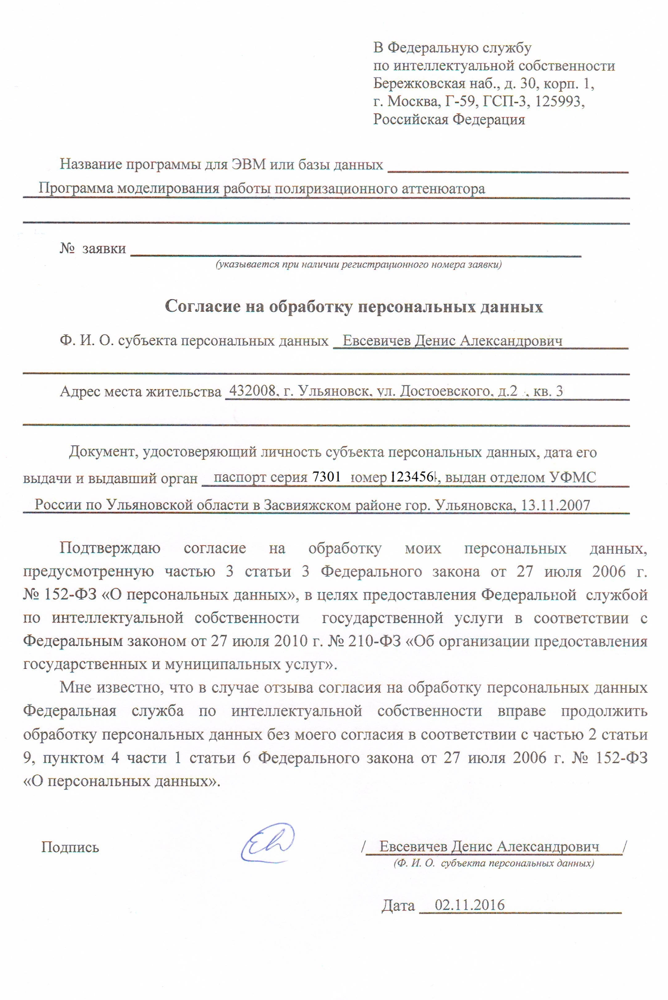 В Федеральную службу
по интеллектуальной собственности
Бережковская наб., д. 30, корп. 1,
г. Москва, Г-59, ГСП-3, 125993,
Российская Федерация
Название программы для ЭВМ или базы данных
Программа моделирования работы поляризационного аттенюатора
№ заявки
(указывается при наличии регистрационного номера заявки)
Согласие на обработку персональных данных
Ф. И. О. субъекта персональных данных Евсевичев Денис Александрович
Адрес места жительства 432008, г. Ульяновск, ул. Достоевского, д.2 , кв. 3
Документ, удостоверяющий личность субъекта персональных данных, дата его
выдачи и выдавший орган паспорт серия 7301 номер 123456, выдан отделом УФМС
России по Ульяновской области в Засвияжском районе гор. Ульяновска, 13.11.2007
Подтверждаю согласие на обработку моих персональных данных,
предусмотренную частью 3 статьи 3 Федерального закона от 27 июля 2006 г.
№ 152-ФЗ «О персональных данных», в целях предоставления Федеральной службой
по интеллектуальной собственности государственной услуги в соответствии с
Федеральным законом от 27 июля 2010 г. № 210-ФЗ «Об организации предоставления
государственных и муниципальных услуг».
Мне известно, что в случае отзыва согласия на обработку персональных данных
Федеральная служба по интеллектуальной собственности вправе продолжить
обработку персональных данных без моего согласия в соответствии с частью 2 статьи
9, пунктом 4 части 1 статьи 6 Федерального закона от 27 июля 2006 г. № 152-ФЗ
«О персональных данных».
Подпись / Евсевичев Денис Александрович /
(Ф. И. О. субъекта персональных данных)
Дата 02.11.2016